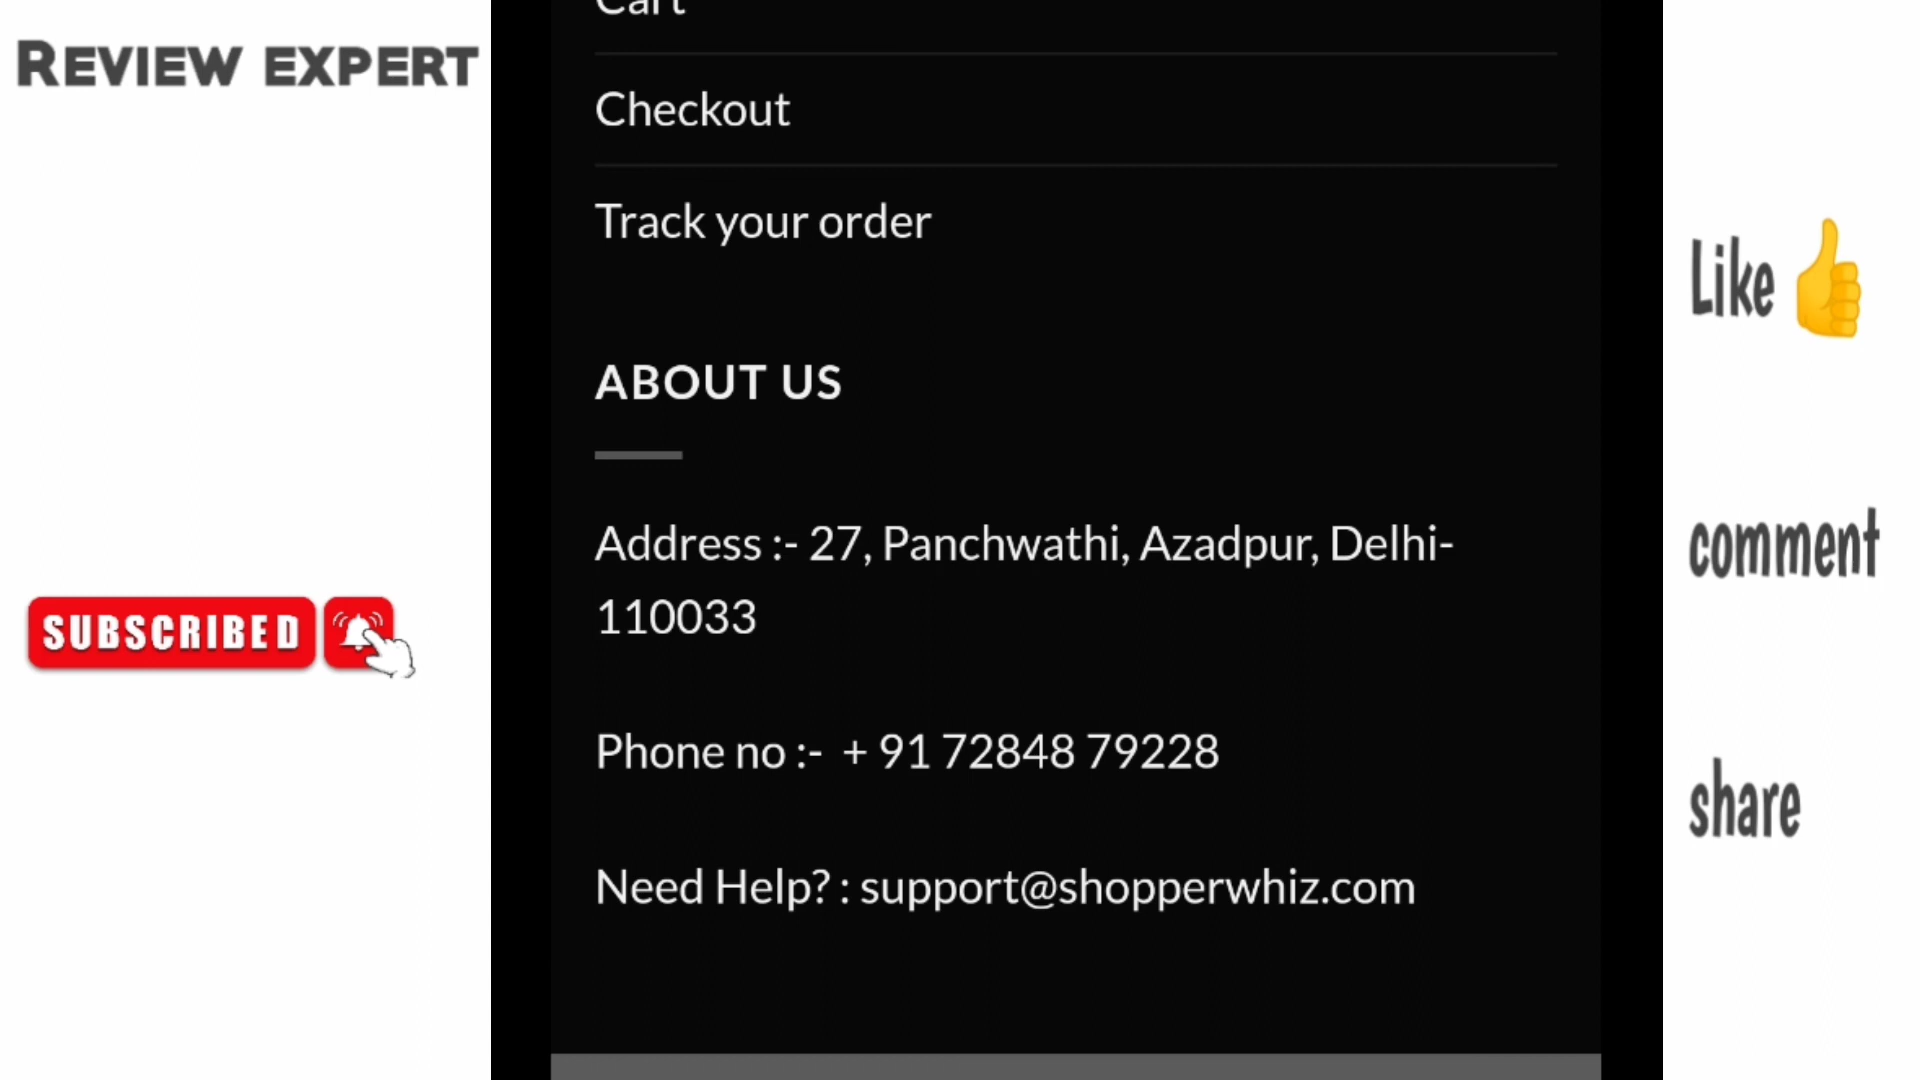 REVIEW EXPERT
Cart
Checkout
Track your order
ABOUT US
Address :- 27, Panchwathi, Azadpur, Delhi-
110033
Phone no :-  + 91 72848 79228
Need Help? : support@shopperwhiz.com
SUBSCRIBED
Like
comment
share